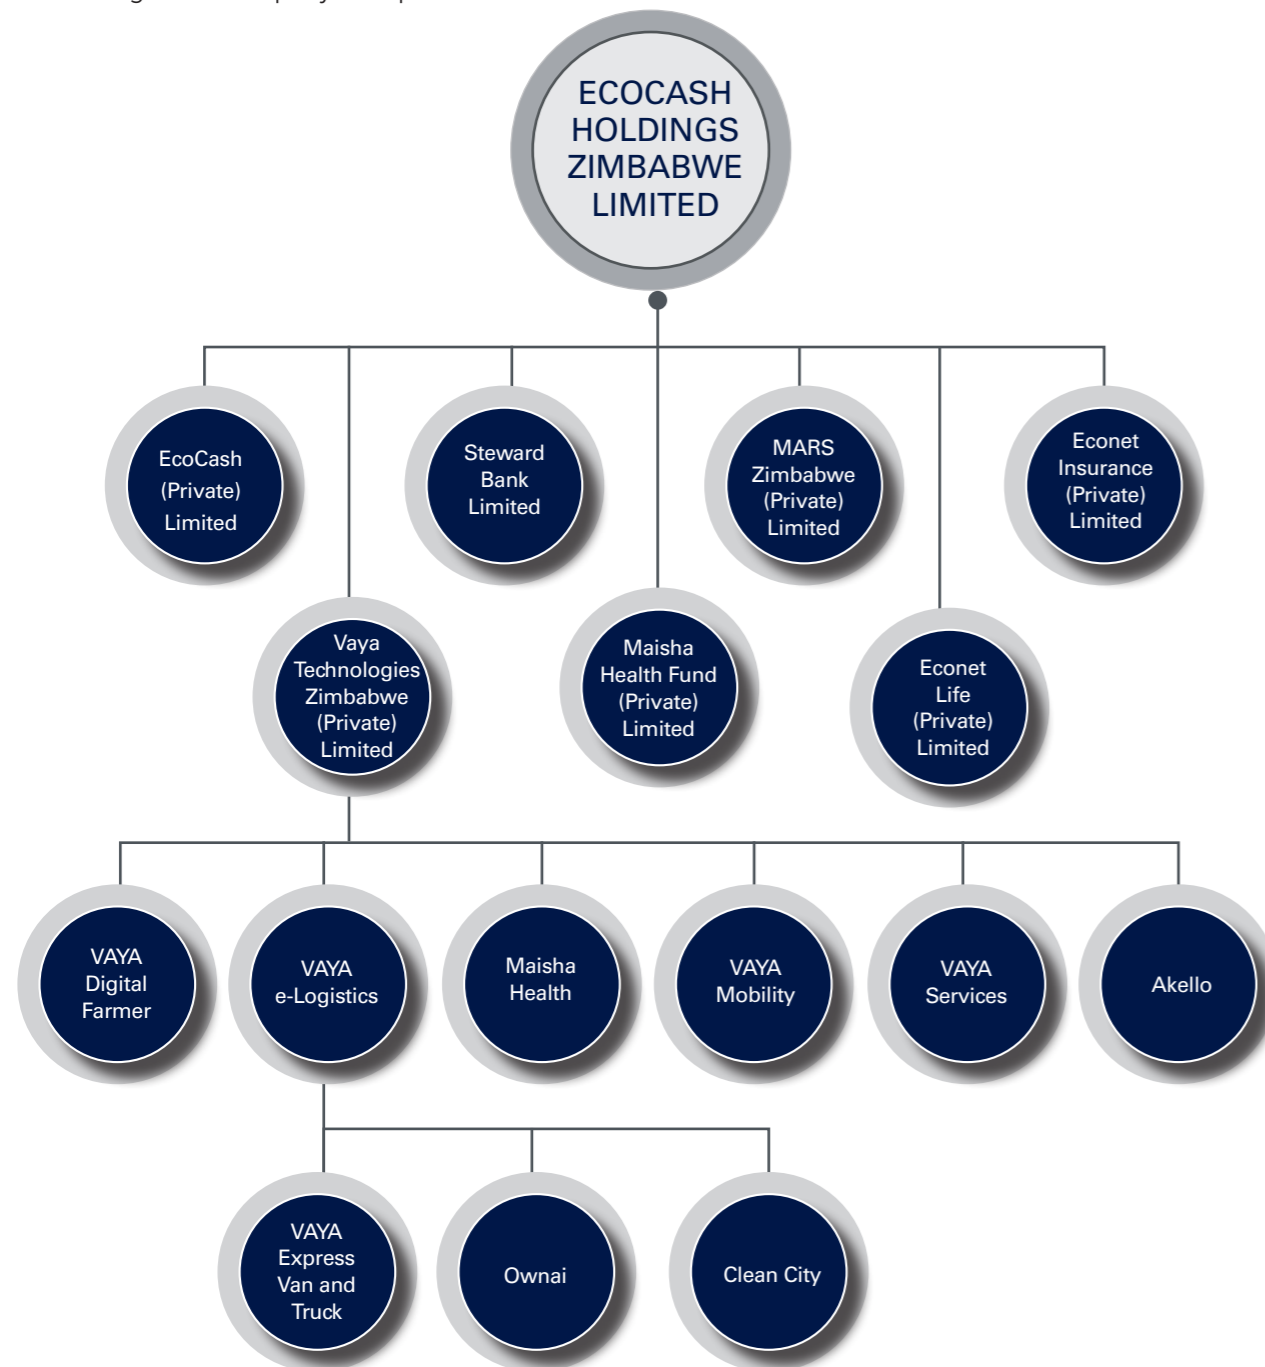 ECOCASH
HOLDINGS
ZIMBABWE
LIMITED
EcoCash
(Private)
Limited
Steward
Bank
Limited
MARS
Zimbabwe
(Private)
Limited
Econet
Insurance
(Private)
Limited
Vaya
Technologies
Zimbabwe
(Private)
Limited
Maisha
Health Fund
(Private)
Limited
Econet
Life
(Private)
Limited
VAYA
Digital
Farmer
VAYA
e-Logistics
Maisha
Health
VAYA
Mobility
VAYA
Services
Akello
VAYA
Express
Van and
Truck
Ownai
Clean City